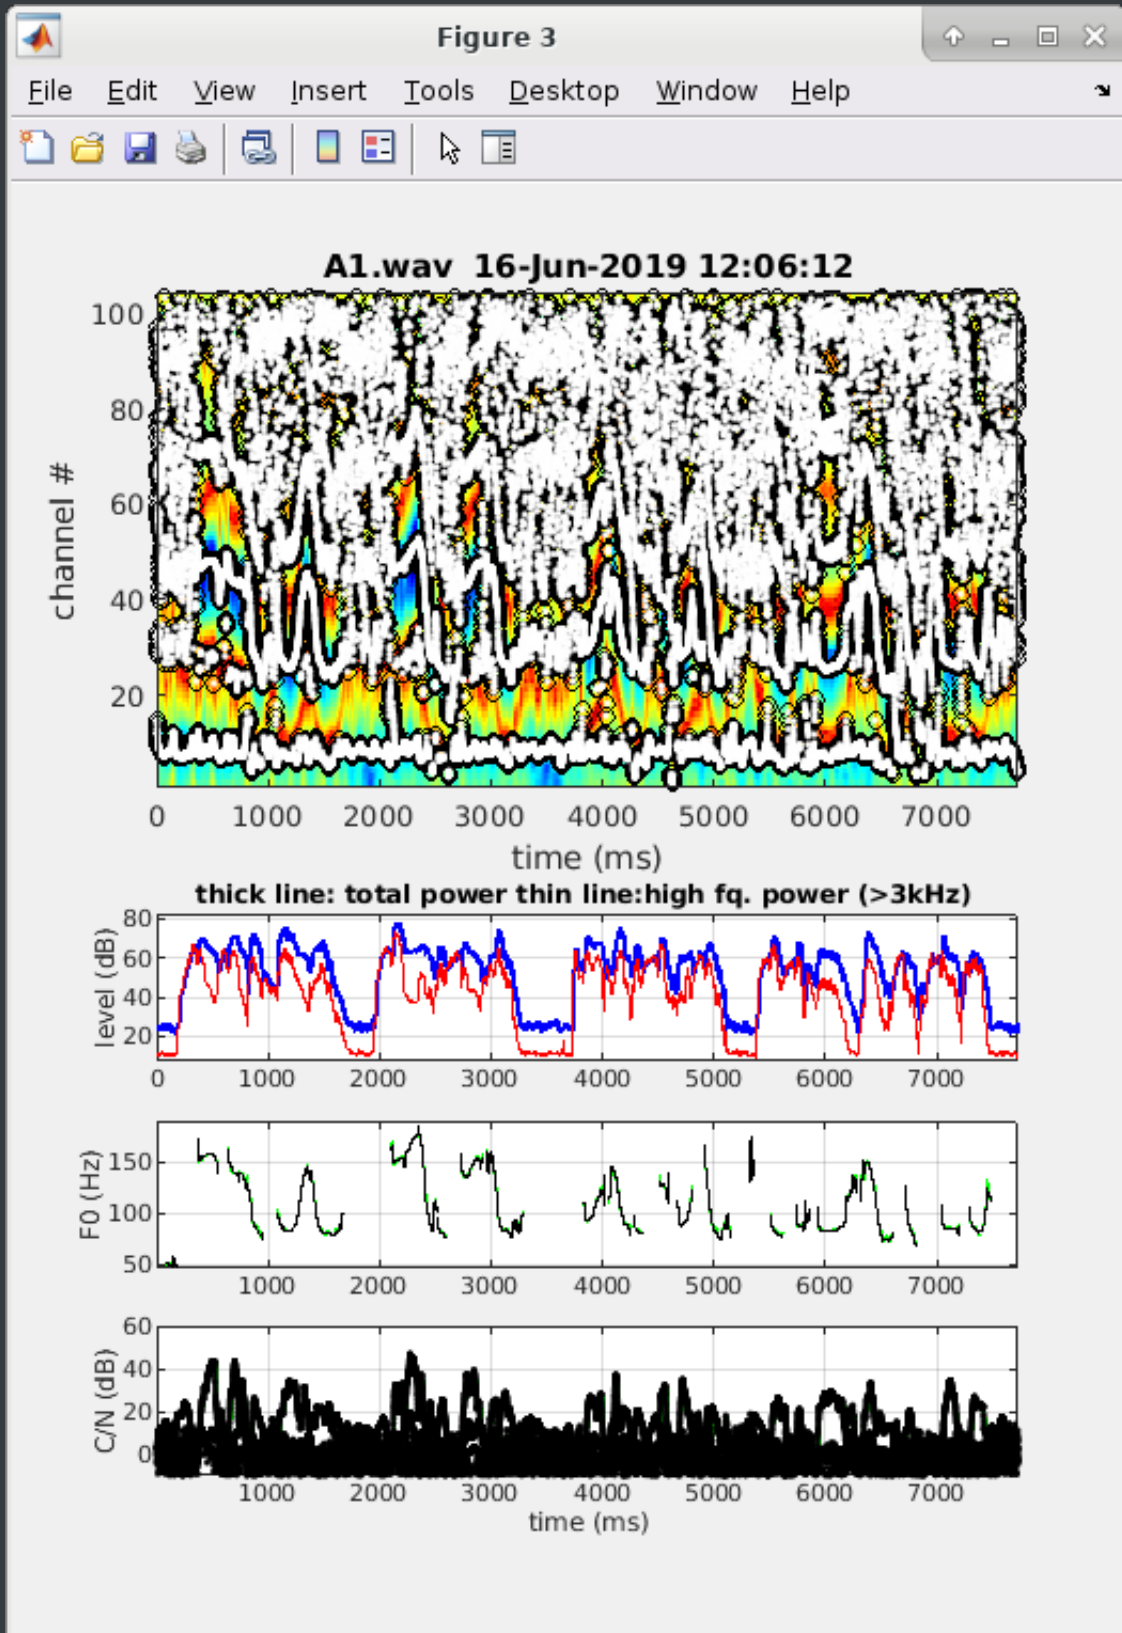 Figure 3
File Edit View Insert Tools Desktop Window Help
A1.wav 16-Jun-2019 12:06:12
100
80
60
40
20
channel #
0 1000 2000 3000 4000 5000 6000 7000
time (ms)
thick line: total power thin line:high fq. power (>3kHz)
80
60
40
20
level (dB)
0 1000 2000 3000 4000 5000 6000 7000
150
100
50
F0 (Hz)
1000 2000 3000 4000 5000 6000 7000
60
40
20
0
C/N (dB)
1000 2000 3000 4000 5000 6000 7000
time (ms)